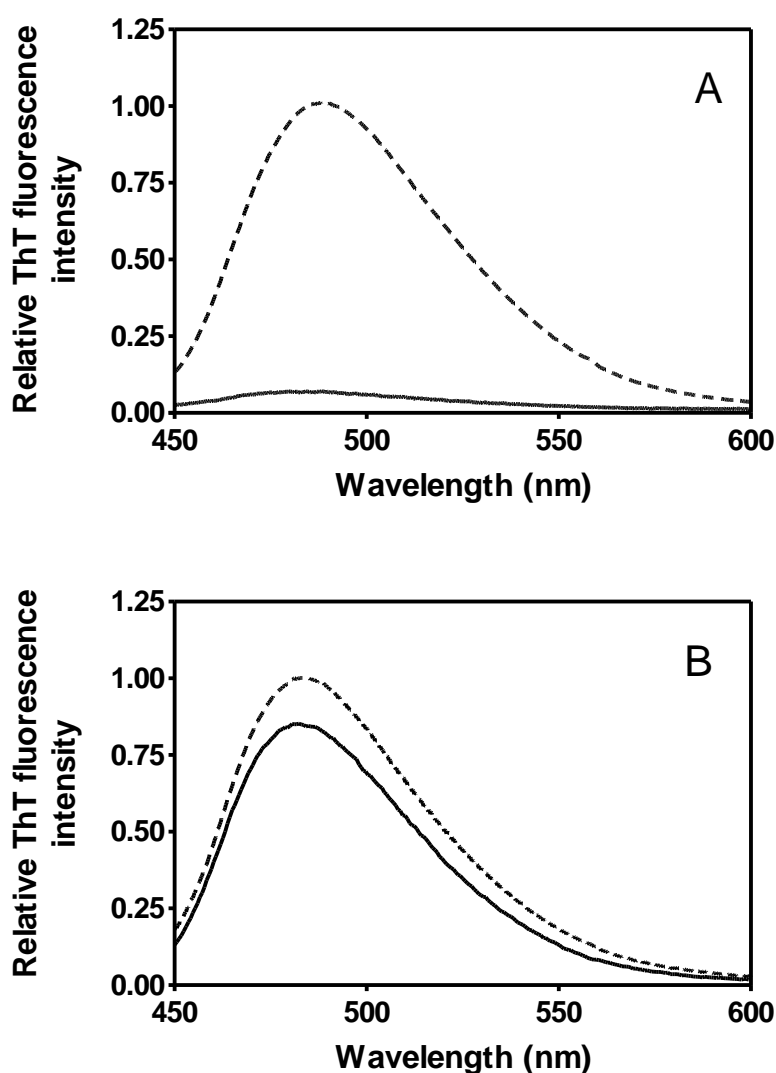 Relative ThT fluorescence
intensity
1.25
1.00
0.75
0.50
0.25
0.00
A
450 500 550 600
Wavelength (nm)
Relative ThT fluorescence
intensity
1.25
1.00
0.75
0.50
0.25
0.00
B
450 500 550 600
Wavelength (nm)